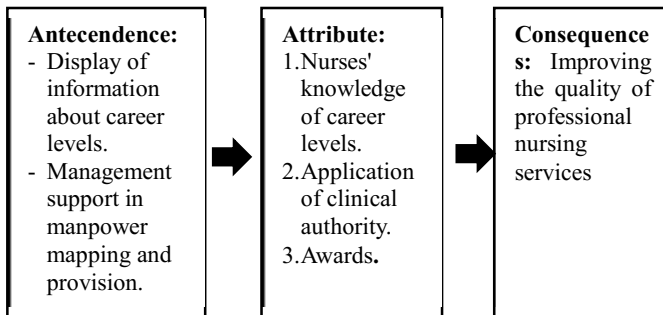 Antecendence:
- Display of
information
about career
levels.
- Management
support in
manpower
mapping and
provision.
Attribute:
1.Nurses'
knowledge
of career
levels.
2.Application
of clinical
authority.
3.Awards.
Consequence
s: Improving
the quality of
professional
nursing
services